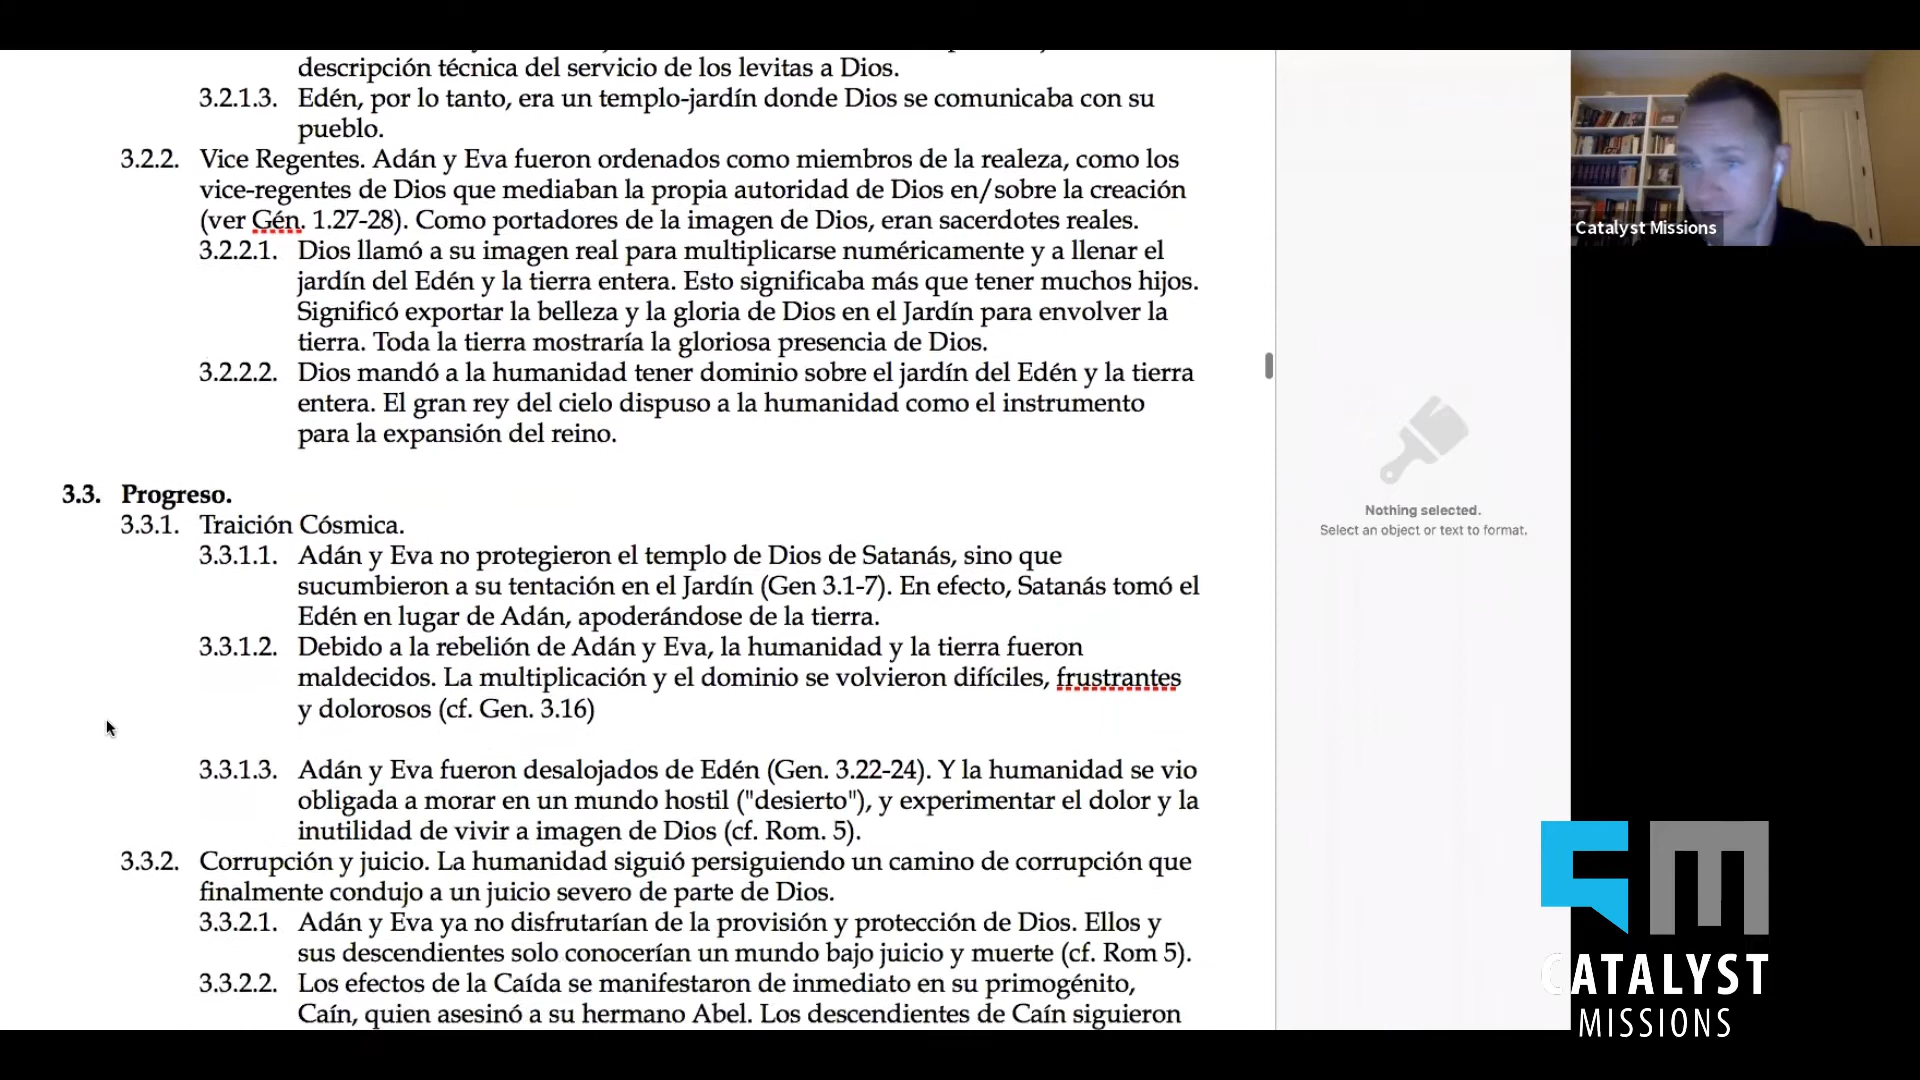 descripción técnica del servicio de los levitas a Dios.
3.2.1.3. Edén, por lo tanto, era un templo-jardín donde Dios se comunicaba con su
pueblo.
3.2.2. Vice Regentes. Adán y Eva fueron ordenados como miembros de la realeza, como los
vice-regentes de Dios que mediaban la propia autoridad de Dios en/sobre la creación
(ver Gén. 1.27-28). Como portadores de la imagen de Dios, eran sacerdotes reales.
3.2.2.1. Dios llamó a su imagen real para multiplicarse numéricamente y a llenar el
jardín del Edén y la tierra entera. Esto significaba más que tener muchos hijos.
Significó exportar la belleza y la gloria de Dios en el Jardín para envolver la
tierra. Toda la tierra mostraría la gloriosa presencia de Dios.
3.2.2.2. Dios mandó a la humanidad tener dominio sobre el jardín del Edén y la tierra
entera. El gran rey del cielo dispuso a la humanidad como el instrumento
para la expansión del reino.
3.3. Progreso.
3.3.1. Traición Cósmica.
3.3.1.1. Adán y Eva no protegieron el templo de Dios de Satanás, sino que
sucumbieron a su tentación en el Jardín (Gen 3.1-7). En efecto, Satanás tomó el
Edén en lugar de Adán, apoderándose de la tierra.
3.3.1.2. Debido a la rebelión de Adán y Eva, la humanidad y la tierra fueron
maldecidos. La multiplicación y el dominio se volvieron difíciles, frustrantes
y dolorosos (cf. Gen. 3.16)
3.3.1.3. Adán y Eva fueron desalojados de Edén (Gen. 3.22-24). Y la humanidad se vio
obligada a morar en un mundo hostil ("desierto"), y experimentar el dolor y la
inutilidad de vivir a imagen de Dios (cf. Rom. 5).
3.3.2. Corrupción y juicio. La humanidad siguió persiguiendo un camino de corrupción que
finalmente condujo a un juicio severo de parte de Dios.
3.3.2.1. Adán y Eva ya no disfrutarían de la provisión y protección de Dios. Ellos y
sus descendientes solo conocerían un mundo bajo juicio y muerte (cf. Rom 5).
3.3.2.2. Los efectos de la Caída se manifestaron de inmediato en su primogénito,
Caín, quien asesinó a su hermano Abel. Los descendientes de Caín siguieron
Nothing selected.
Select an object or text to format.
Catalyst Missions
CATALYST
MISSIONS